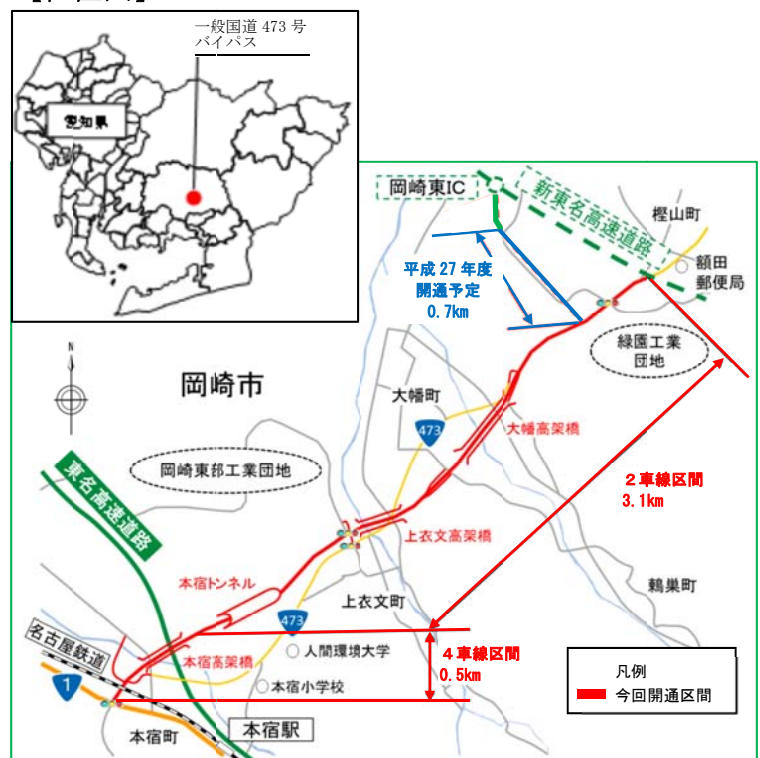 一般国道 473 号
バイパス
愛知県
岡崎東IC
新東名高速道路
樫山町
額田
郵便局
平成 27 年度
開通予定
0.7km
緑園工業
団地
N
岡崎市
大幡町
473
大幡高架橋
岡崎東部工業団地
東名高速道路
2車線区間
3.1km
上衣文高架橋
本宿トンネル
上衣文町
鶇巣町
473
名古屋鉄道
本宿高架橋
人間環境大学
4車線区間
0.5km
本宿小学校
1
本宿町
本宿駅
凡例
今回開通区間